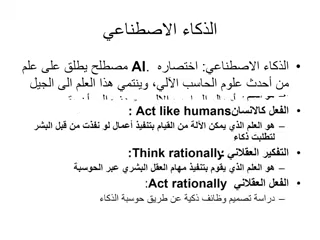 الذكاء الاصطناعي
• الذكاء الاصطناعي: اختصاره .AI مصطلح يطلق على علم
من أحدث علوم الحاسب الآلي، وينتمي هذا العلم الى الجيل
• الفعل كالانسانAct like humans :
– هو العلم الذي يمكن الآلة من القيام بتنفيذ أعمال لو نفذت من قبل البشر
لتطلبت ذكاء
• التفكير العقلاني Think rationally:
– هو العلم الذي يقوم بتنفيذ مهام العقل البشري عبر الحوسبة
• الفعل العقلاني Act rationally:
– دراسة تصميم وظائف ذكية عن طريق حوسبة الذكاء